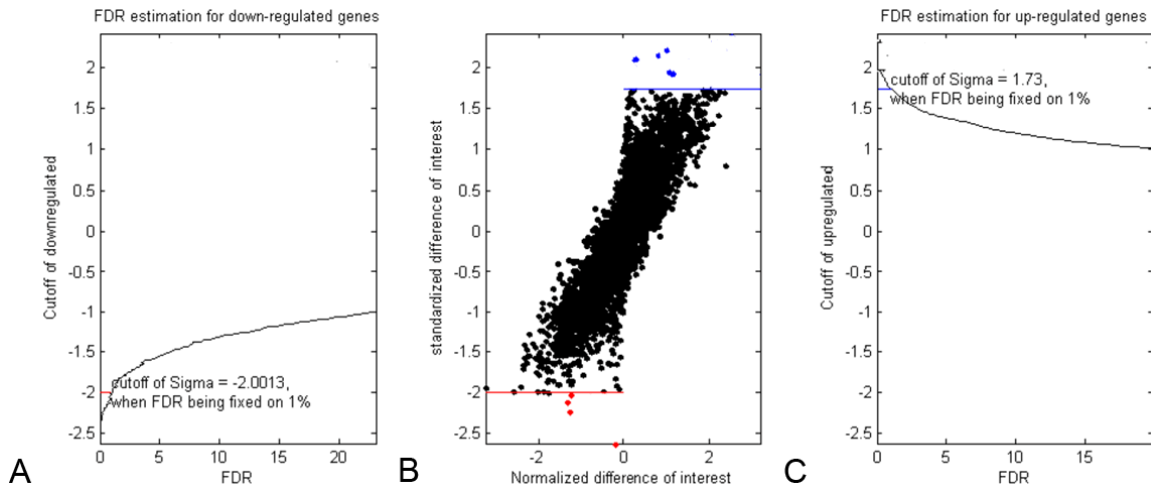 FDR estimation for down-regulated genes
2
1.5
1
0.5
0
-0.5
-1
-1.5
-2
-2.5
Cutoff of downregulated
cutoff of Sigma = -2.0013,
when FDR being fixed on 1%
0 5 10 15 20
FDR
A
2
1.5
1
0.5
0
-0.5
-1
-1.5
-2
-2.5
standardized difference of interest
-2 0 2
Normalized difference of interest
B
FDR estimation for up-regulated genes
2
1.5
1
0.5
0
-0.5
-1
-1.5
-2
-2.5
Cutoff of upregulated
cutoff of Sigma = 1.73,
when FDR being fixed on 1%
0 5 10 15
FDR
C